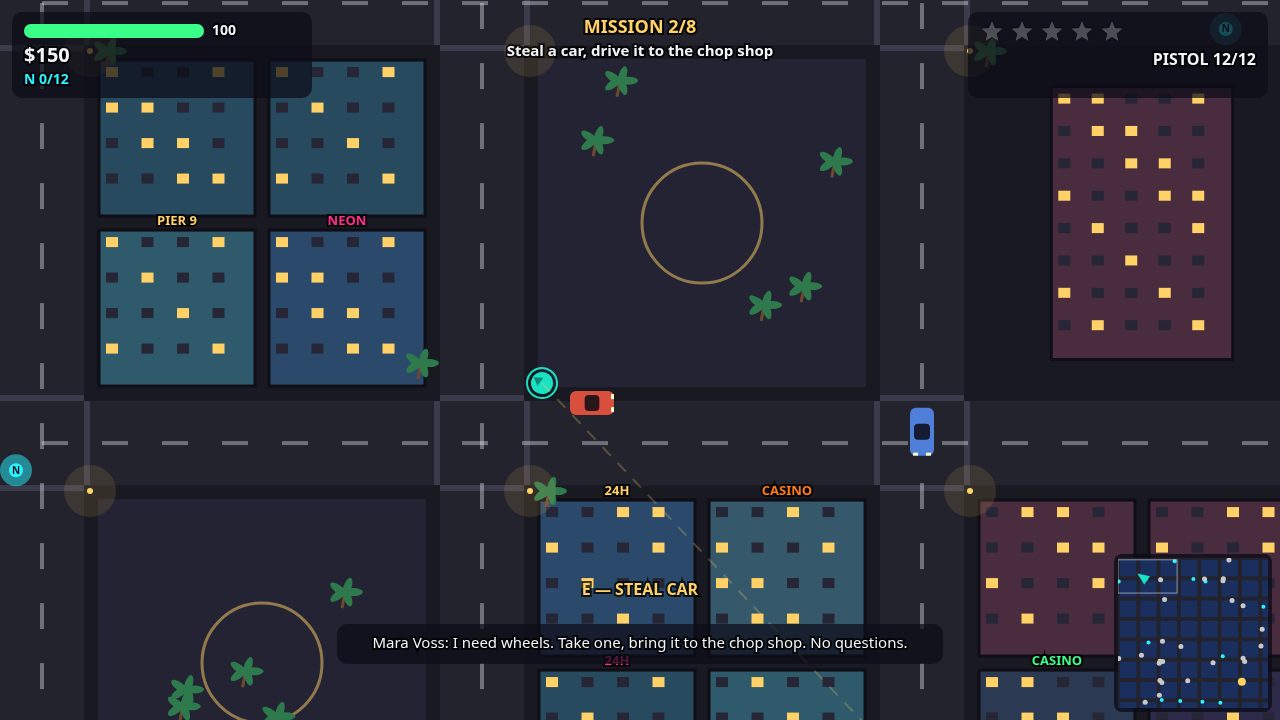 100
$150
N 0/12
MISSION 2/8
Steal a car, drive it to the chop shop
N
PISTOL 12/12
PIER 9
NEON
N
24H
CASINO
E — STEAL CAR
Mara Voss: I need wheels. Take one, bring it to the chop shop. No questions.
24H
CASINO